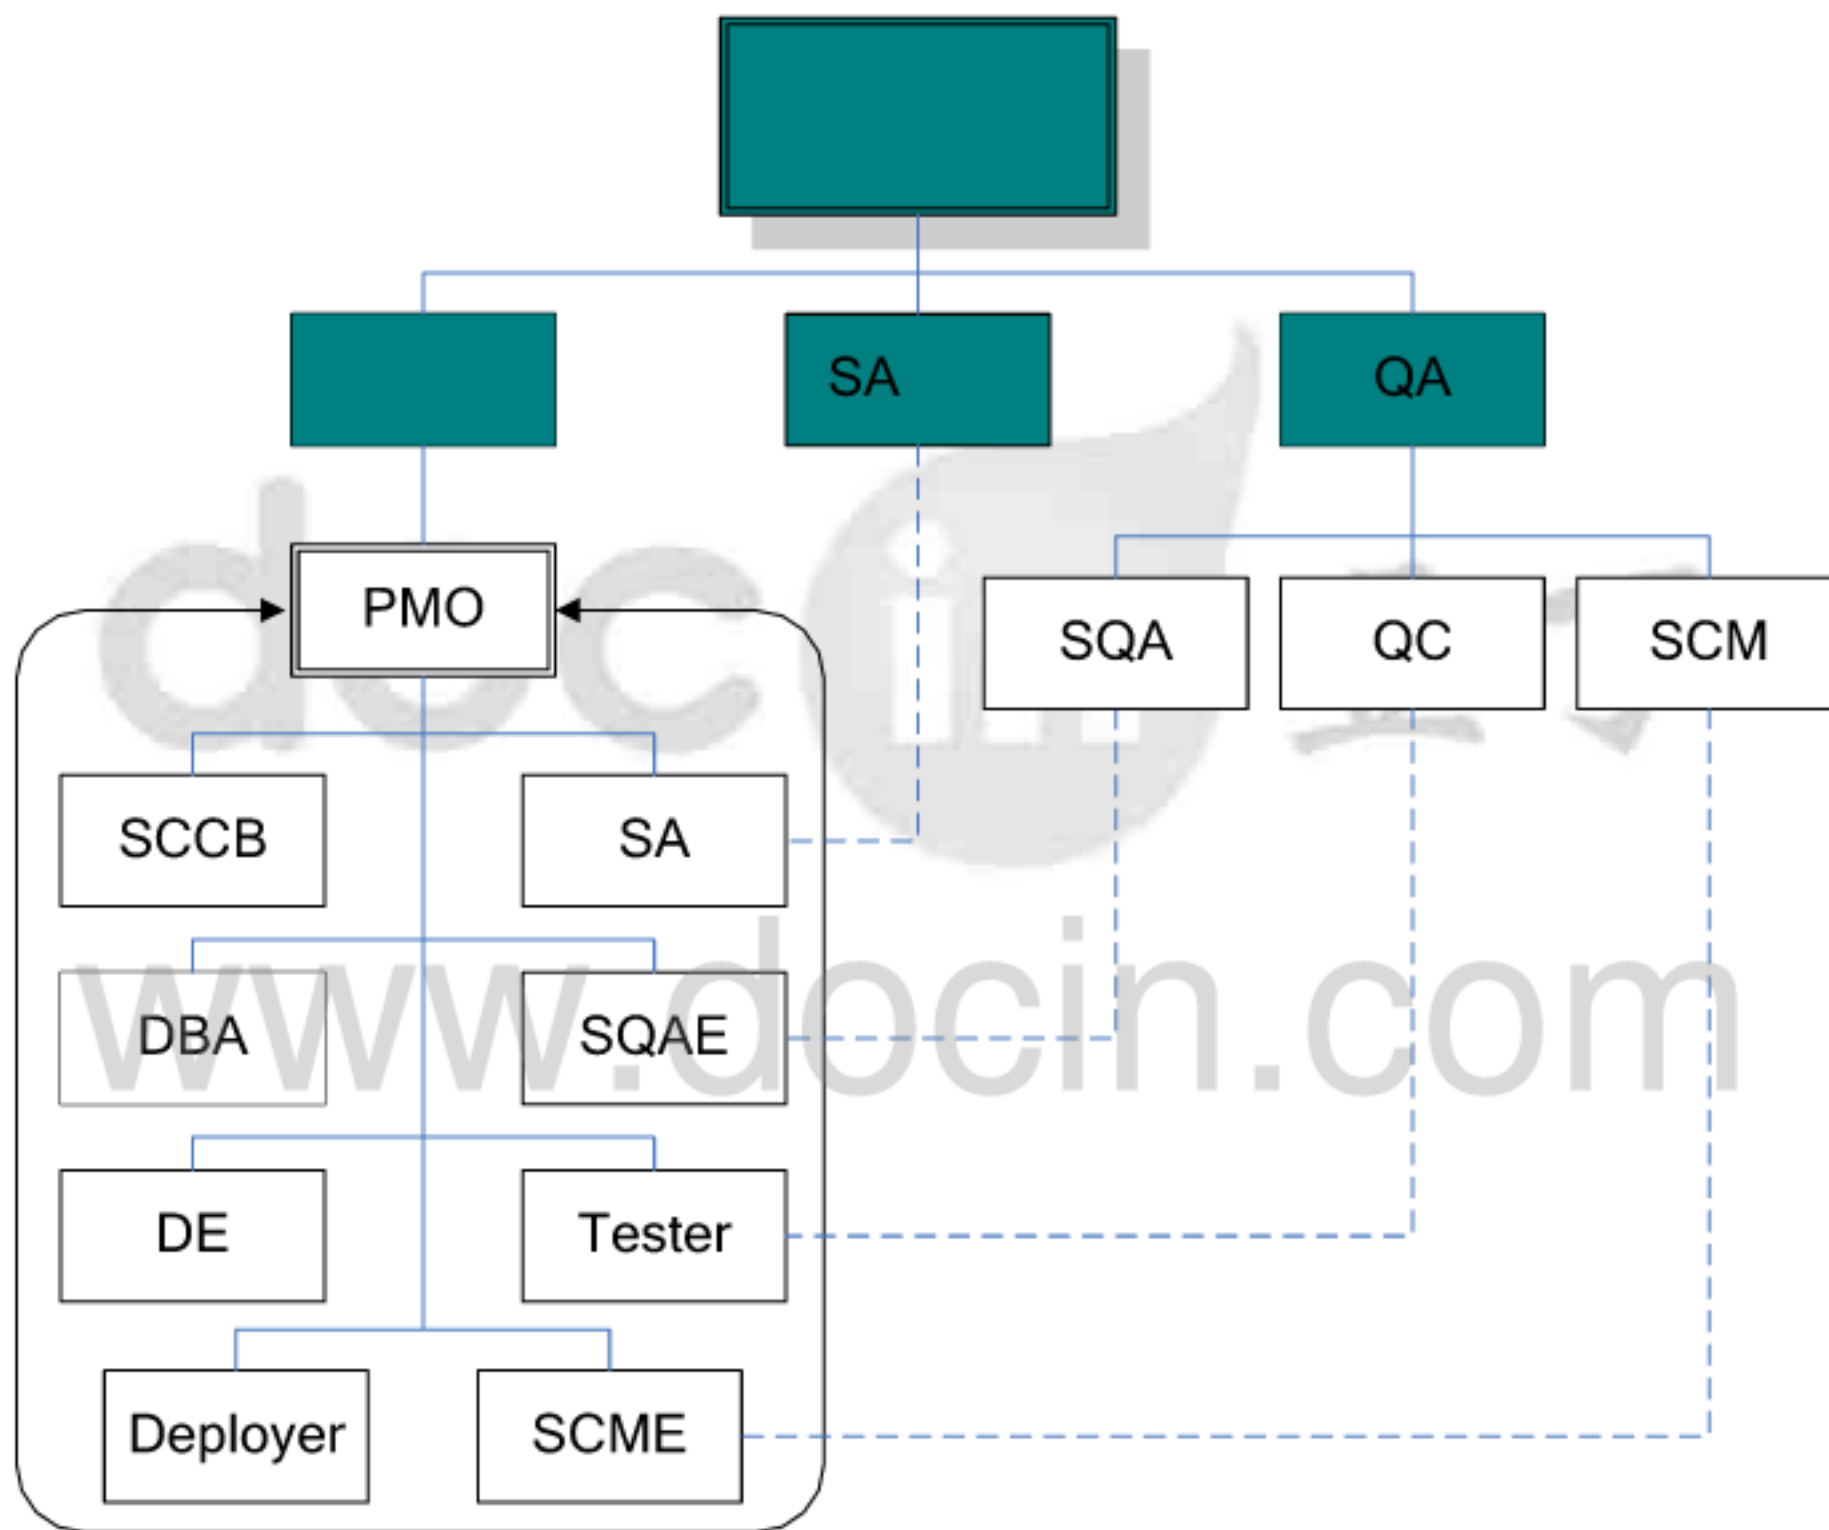 SA
QA
PMO
SQA
QC
SCM
SCCB
SA
DBA
SQAE
DE
Tester
Deployer
SCME
www.docin.com